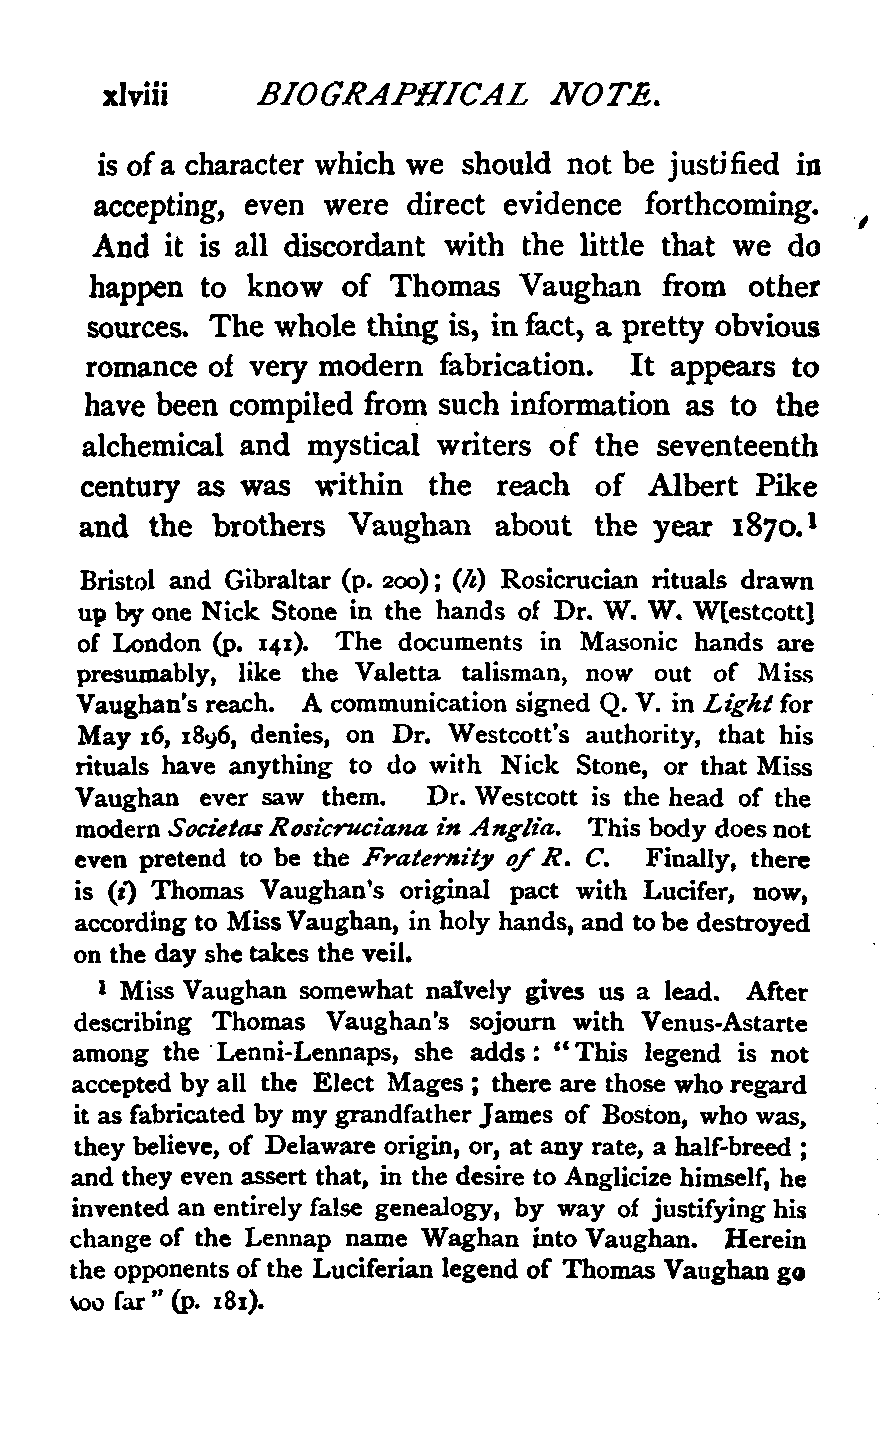 xlviii BIOGRAPHICAL NOTE.
is of a character which we should not be justified in
accepting, even were direct evidence forthcoming.
And it is all discordant with the little that we do
happen to know of Thomas Vaughan from other
sources. The whole thing is, in fact, a pretty obvious
romance of very modern fabrication. It appears to
have been compiled from such information as to the
alchemical and mystical writers of the seventeenth
century as was within the reach of Albert Pike
and the brothers Vaughan about the year 1870.¹
Bristol and Gibraltar (p. 200); (h) Rosicrucian rituals drawn
up by one Nick Stone in the hands of Dr. W. W. W[estcott]
of London (p. 141). The documents in Masonic hands are
presumably, like the Valetta talisman, now out of Miss
Vaughan's reach. A communication signed Q. V. in Light for
May 16, 1896, denies, on Dr. Westcott's authority, that his
rituals have anything to do with Nick Stone, or that Miss
Vaughan ever saw them. Dr. Westcott is the head of the
modern Societas Rosicruciana in Anglia. This body does not
even pretend to be the Fraternity of R. C. Finally, there
is (i) Thomas Vaughan's original pact with Lucifer, now,
according to Miss Vaughan, in holy hands, and to be destroyed
on the day she takes the veil.
¹ Miss Vaughan somewhat naïvely gives us a lead. After
describing Thomas Vaughan's sojourn with Venus-Astarte
among the Lenni-Lennaps, she adds: "This legend is not
accepted by all the Elect Mages; there are those who regard
it as fabricated by my grandfather James of Boston, who was,
they believe, of Delaware origin, or, at any rate, a half-breed;
and they even assert that, in the desire to Anglicize himself, he
invented an entirely false genealogy, by way of justifying his
change of the Lennap name Waghan into Vaughan. Herein
the opponents of the Luciferian legend of Thomas Vaughan go
too far" (p. 181).